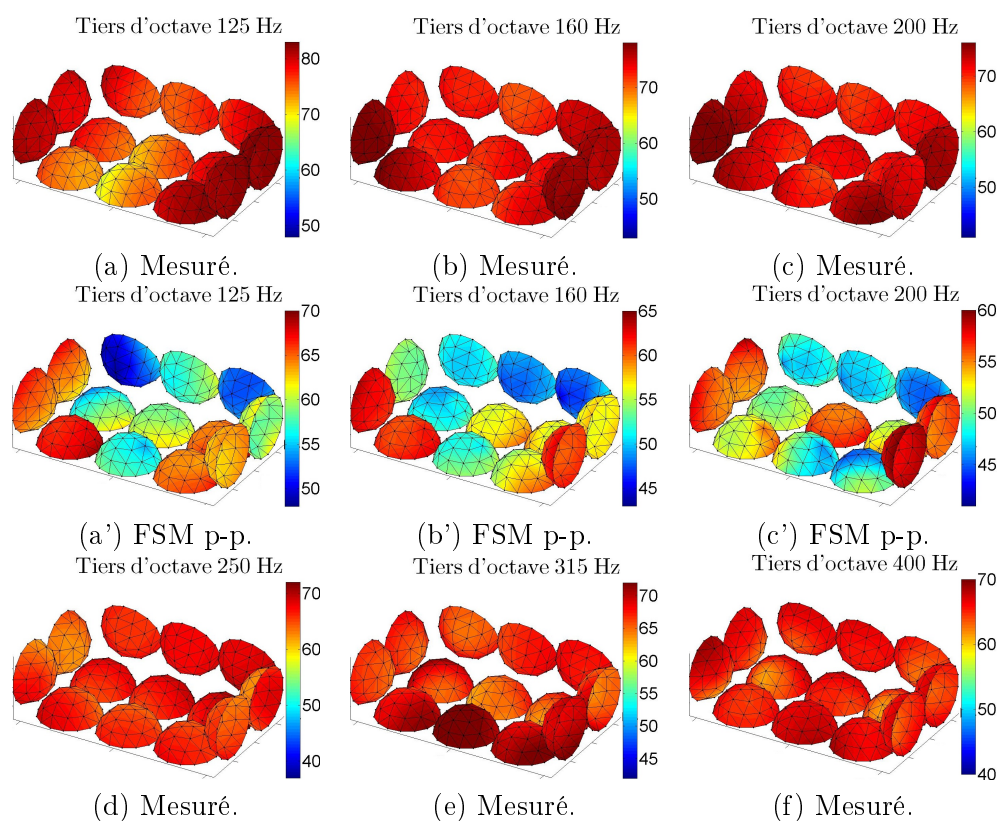 Tiers d'octave 125 Hz
80
70
60
50
(a) Mesuré.
Tiers d'octave 160 Hz
70
60
50
(b) Mesuré.
Tiers d'octave 200 Hz
70
60
50
(c) Mesuré.
Tiers d'octave 125 Hz
70
65
60
55
50
(a') FSM p-p.
Tiers d'octave 160 Hz
65
60
55
50
45
(b') FSM p-p.
Tiers d'octave 200 Hz
60
55
50
45
(c') FSM p-p.
Tiers d'octave 250 Hz
70
60
50
40
(d) Mesuré.
Tiers d'octave 315 Hz
70
65
60
55
50
45
(e) Mesuré.
Tiers d'octave 400 Hz
70
60
50
40
(f) Mesuré.